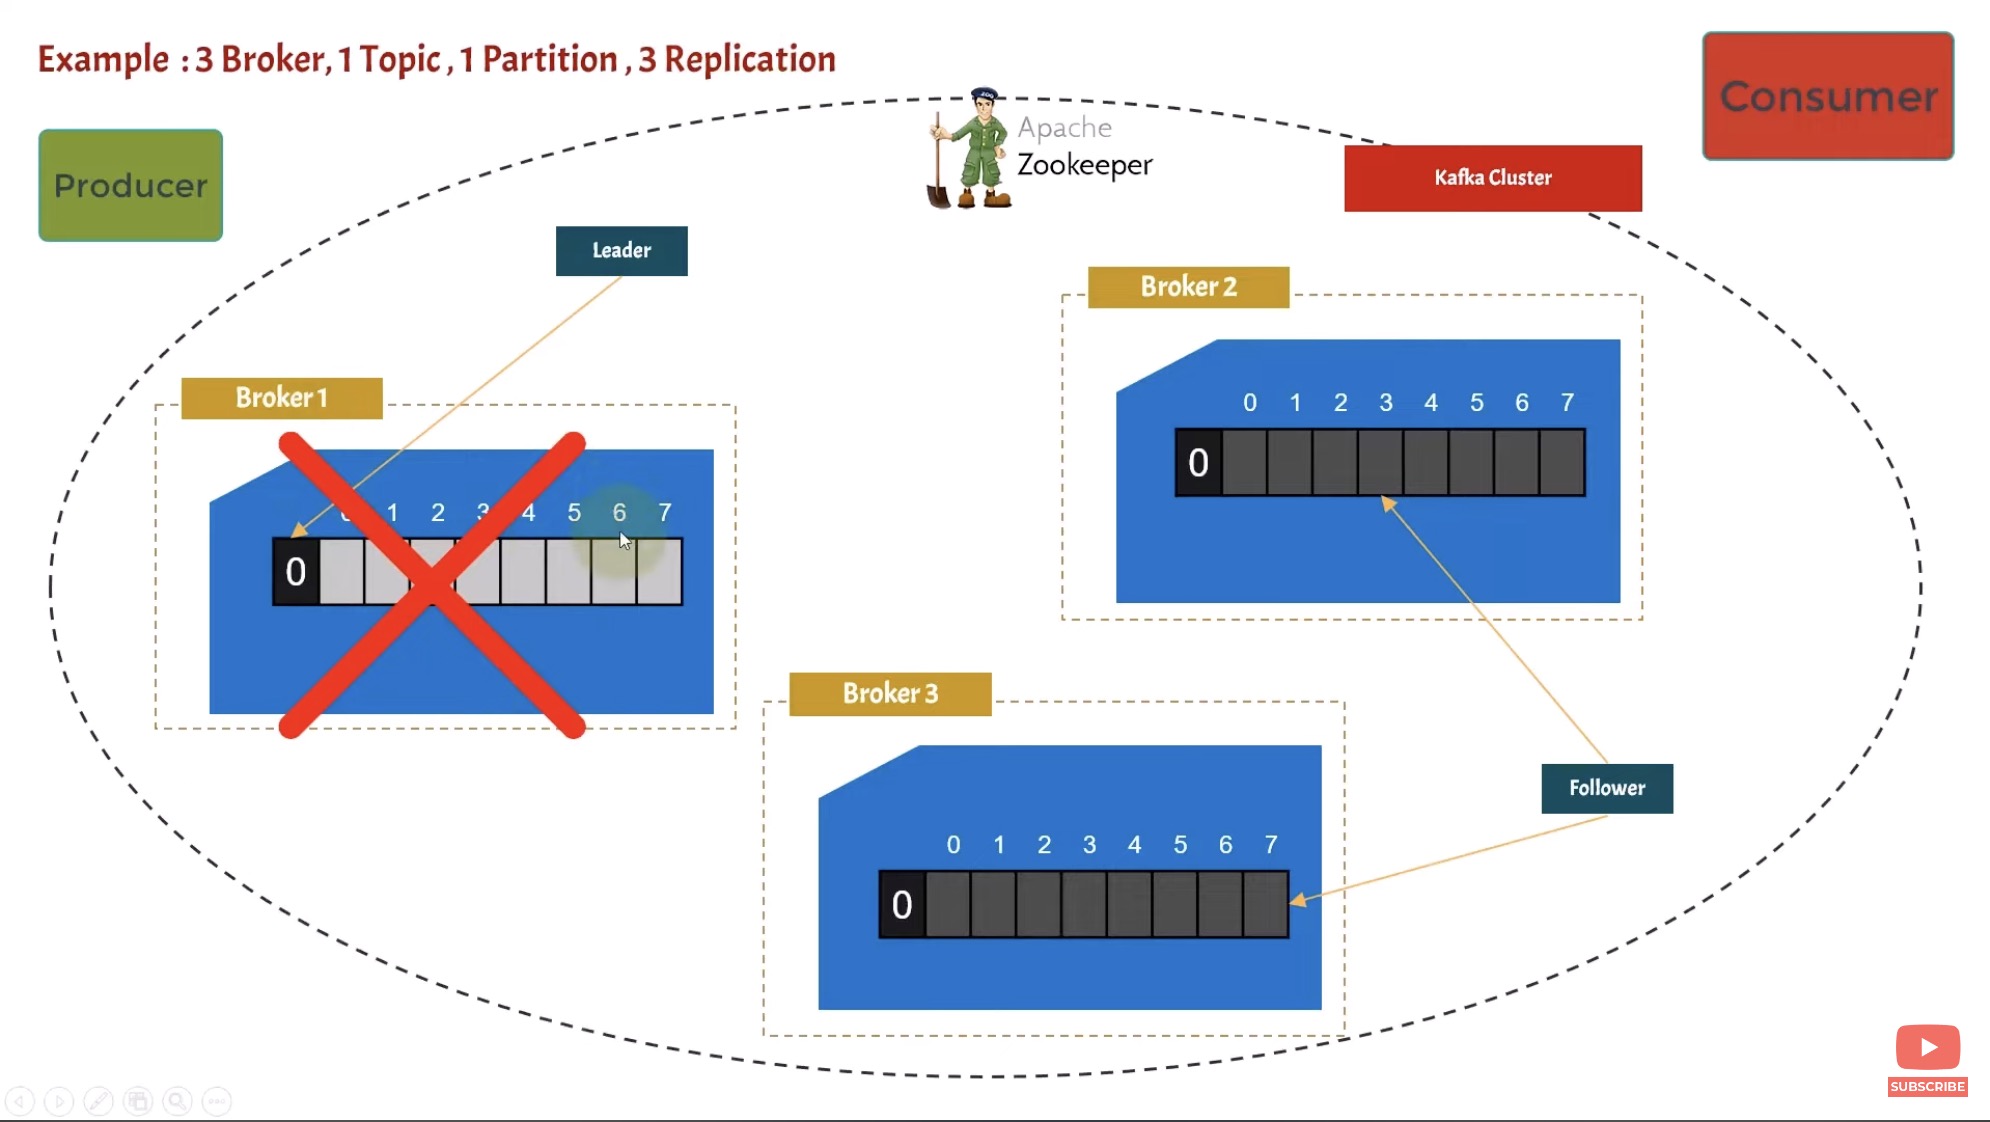 Example : 3 Broker, 1 Topic , 1 Partition , 3 Replication
Consumer
Producer
ZOO
Apache
Zookeeper
Kafka Cluster
Leader
Broker 2
0 1 2 3 4 5 6 7
0
Broker 1
1 2 3 4 5 6 7
0
Broker 3
0 1 2 3 4 5 6 7
0
Follower
SUBSCRIBE